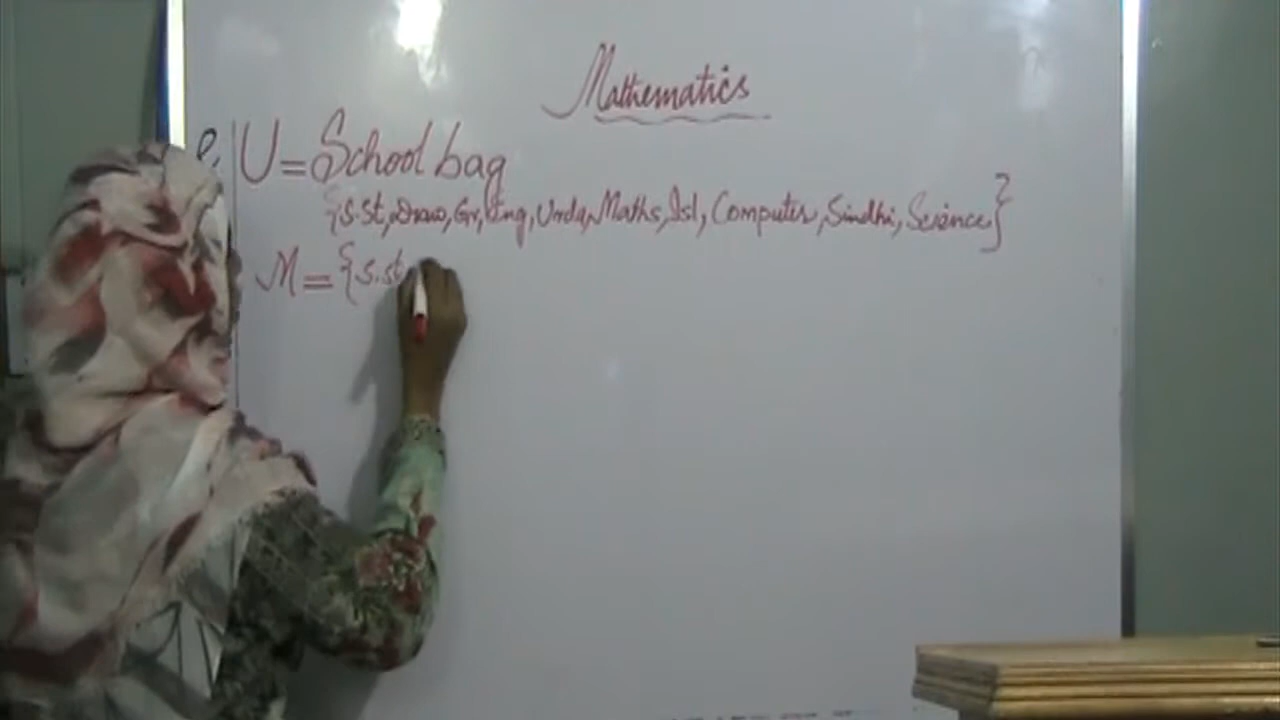 Mathematics
U = School bag
{S.St, Draw, Gr, Eng, Urdu, Maths, Isl, Computer, Sindhi, Science}
M = {S.St